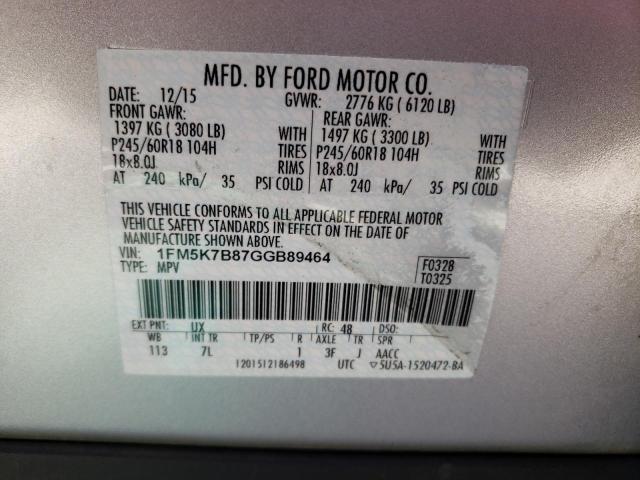 MFD. BY FORD MOTOR CO.
DATE: 12/15 GVWR: 2776 KG ( 6120 LB)
FRONT GAWR: REAR GAWR:
1397 KG ( 3080 LB) WITH 1497 KG ( 3300 LB) WITH
P245/60R18 104H TIRES P245/60R18 104H TIRES
18x8.0J RIMS 18x8.0J RIMS
AT 240 kPa/ 35 PSI COLD AT 240 kPa/ 35 PSI COLD
THIS VEHICLE CONFORMS TO ALL APPLICABLE FEDERAL MOTOR
VEHICLE SAFETY STANDARDS IN EFFECT ON THE DATE OF
MANUFACTURE SHOWN ABOVE.
VIN: 1FM5K7B87GGB89464
TYPE: MPV
F0328
T0325
EXT PNT: UX RC: 48 DSO:
WB INT TR TP/PS R AXLE TR SPR
113 7L 1 3F J AACC
1201512186498 UTC ▽5U5A-1520472-BA